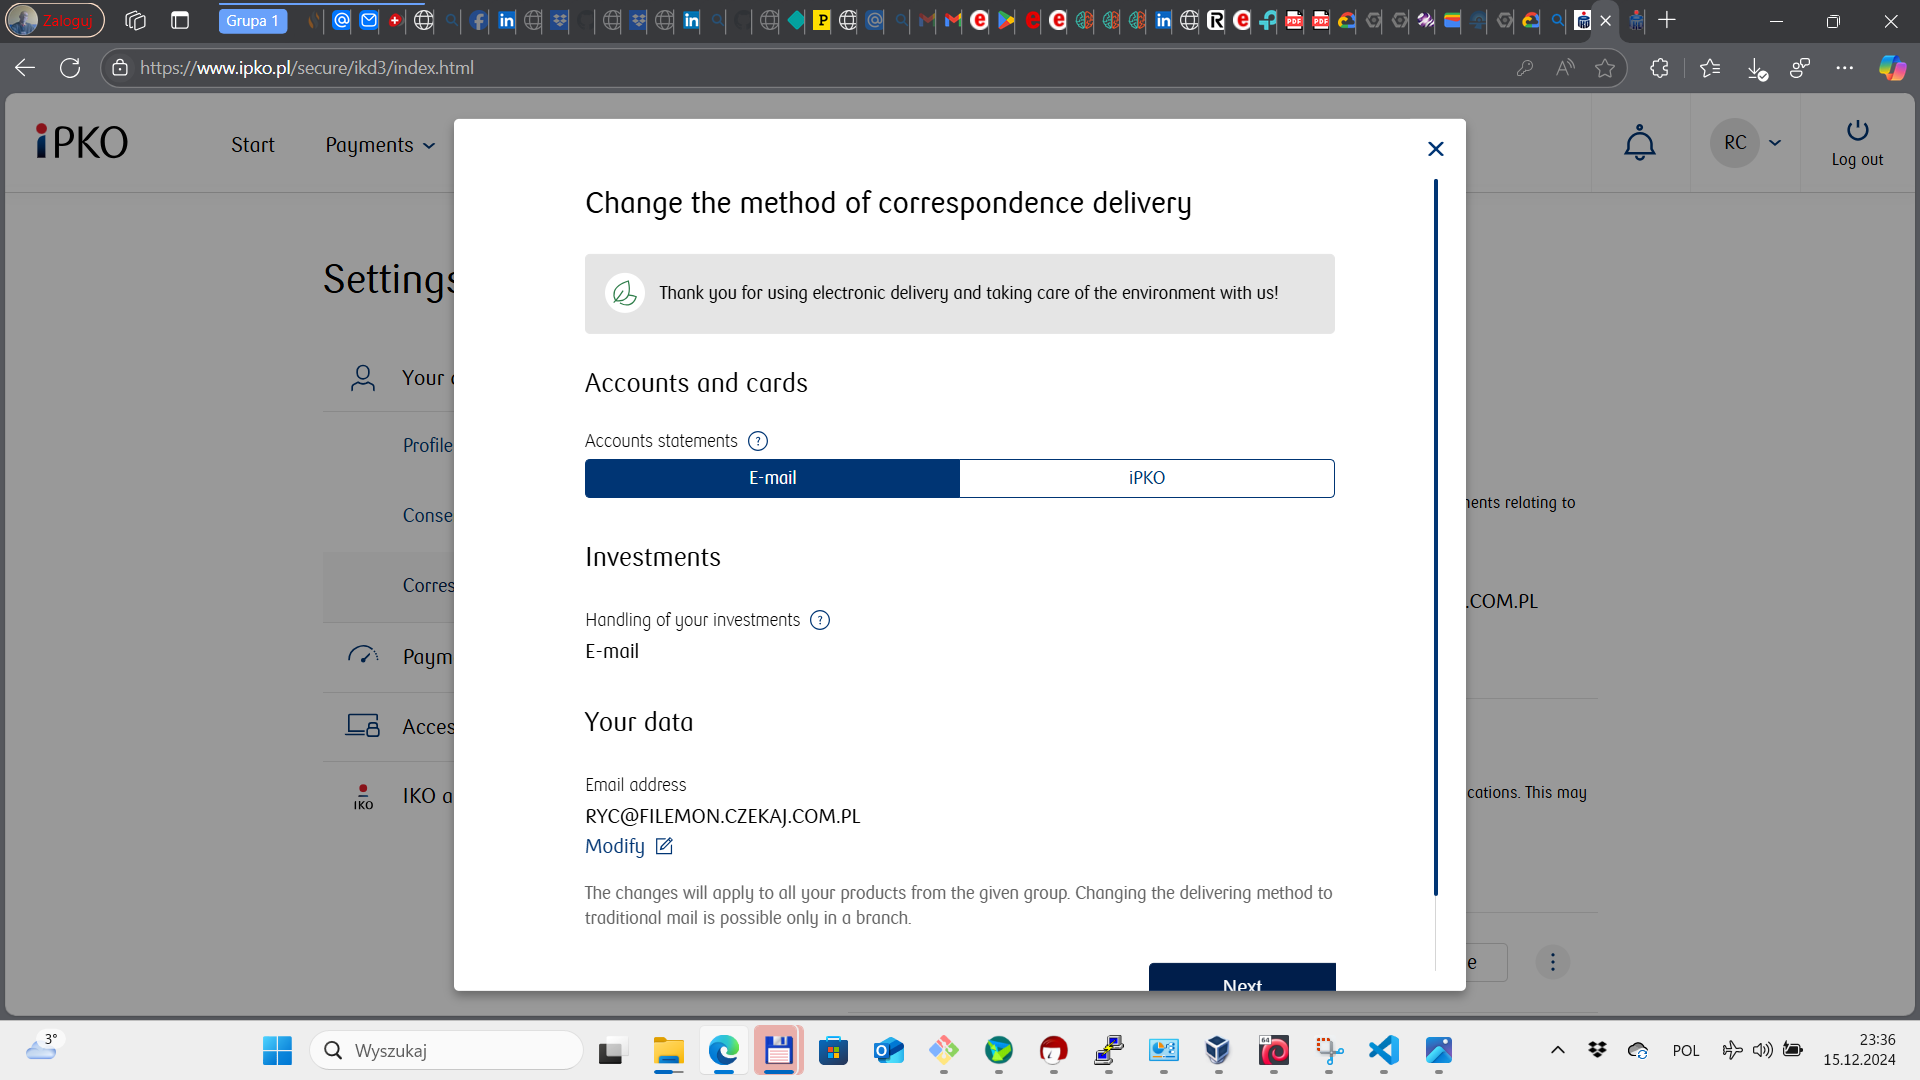 Zaloguj
Grupa 1
https://www.ipko.pl/secure/ikd3/index.html
iPKO
Start
Payments
RC
Log out
Settings
Your
Profile
Conse
Corres
Paym
Acces
IKO
IKO a
Change the method of correspondence delivery
Thank you for using electronic delivery and taking care of the environment with us!
Accounts and cards
Accounts statements ?
E-mail
iPKO
Investments
Handling of your investments ?
E-mail
Your data
Email address
RYC@FILEMON.CZEKAJ.COM.PL
Modify
The changes will apply to all your products from the given group. Changing the delivering method to
traditional mail is possible only in a branch.
Next
ents relating to
.COM.PL
cations. This may
e
3°
Wyszukaj
64
POL
23:36
15.12.2024